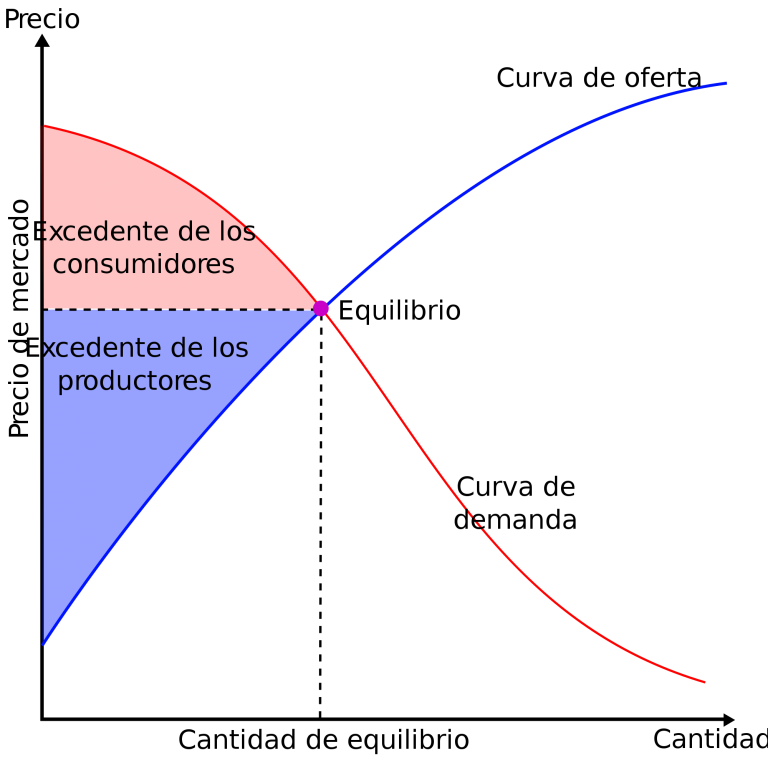 Precio
Curva de oferta
Precio de mercado
Excedente de los
consumidores
Equilibrio
Excedente de los
productores
Curva de
demanda
Cantidad de equilibrio
Cantidad